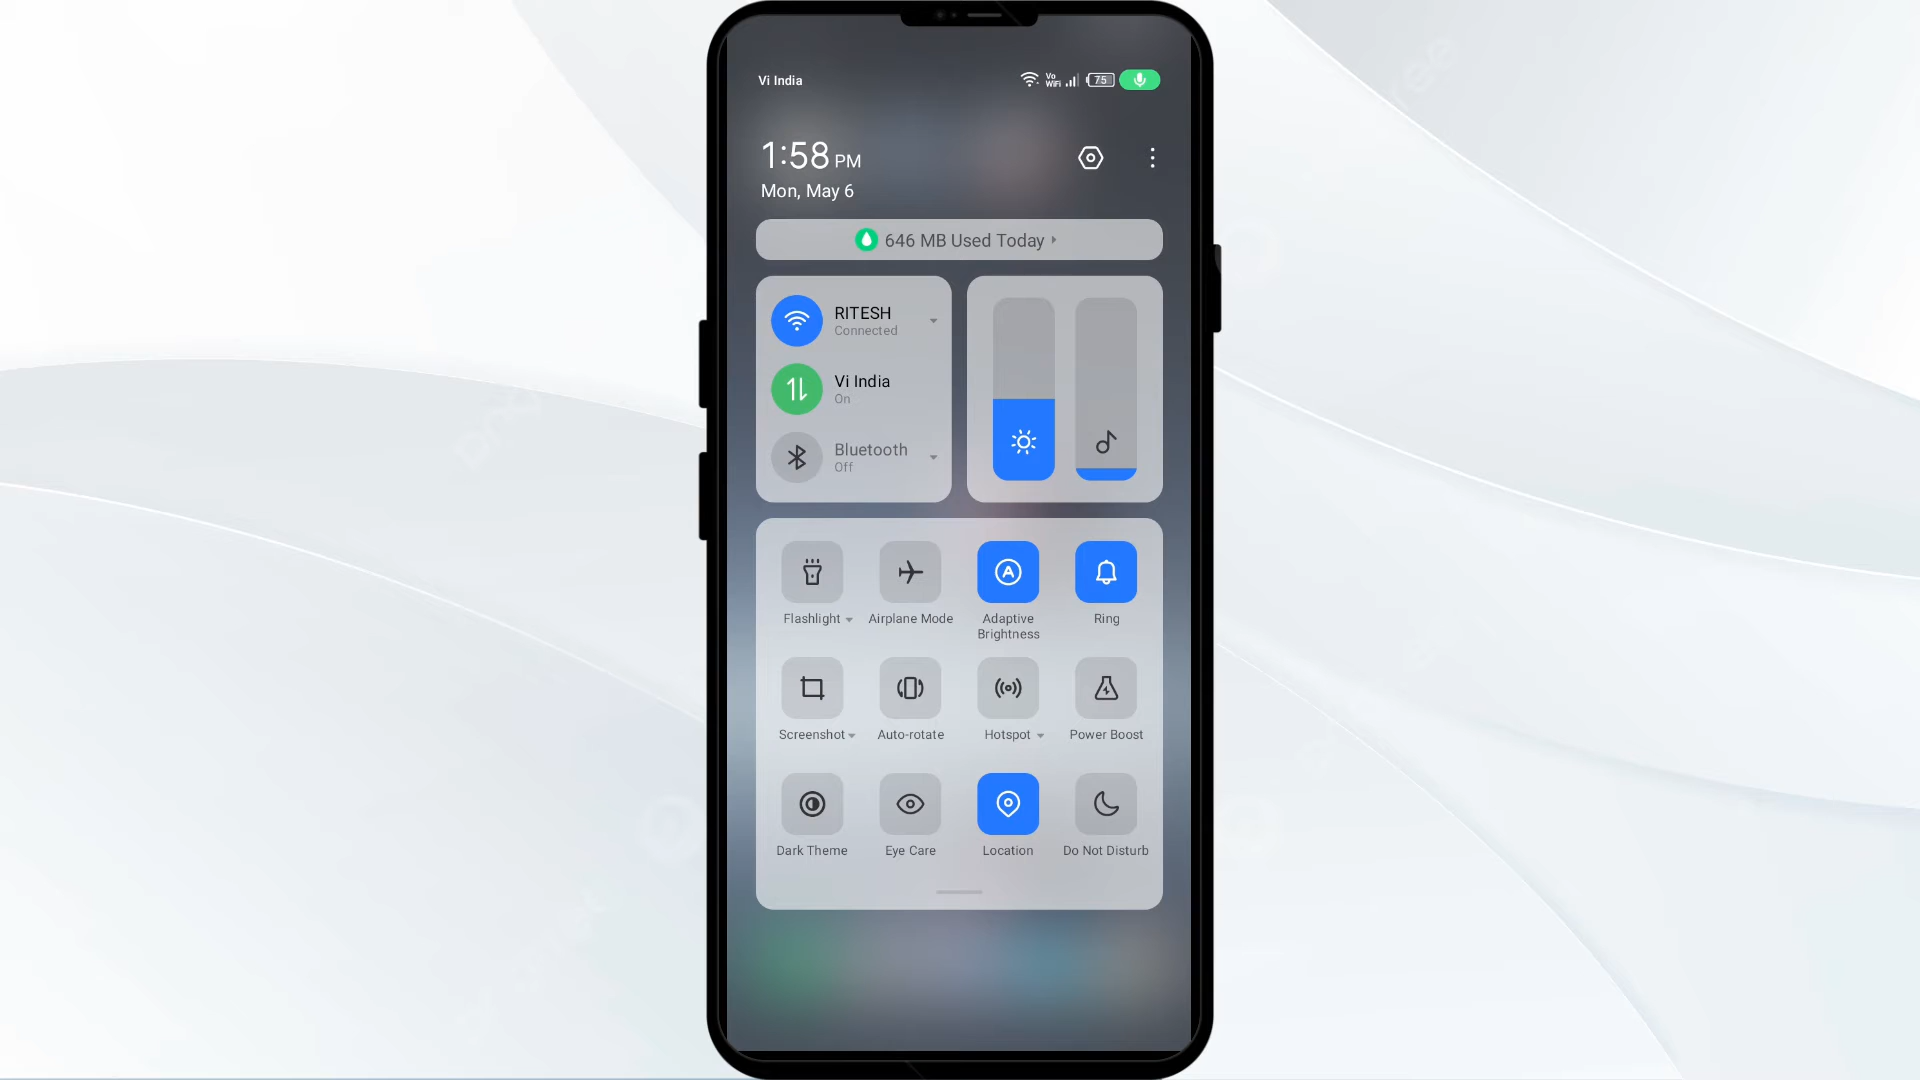 Vi India
Vo
WiFi
75
1:58 PM
Mon, May 6
646 MB Used Today
RITESH
Connected
Vi India
On
Bluetooth
Off
Flashlight
Airplane Mode
Adaptive
Brightness
Ring
Screenshot
Auto-rotate
Hotspot
Power Boost
Dark Theme
Eye Care
Location
Do Not Disturb